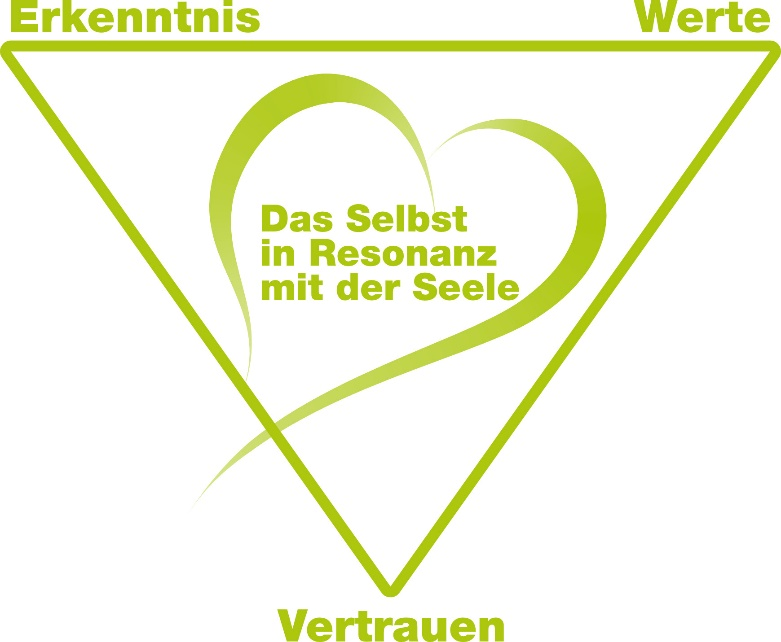 Erkenntnis Werte
Das Selbst
in Resonanz
mit der Seele
Vertrauen